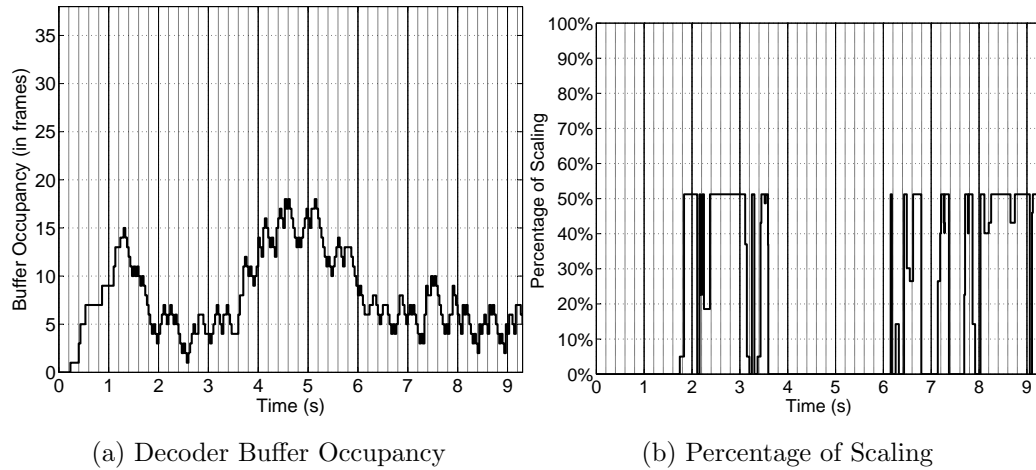 35
30
25
20
15
10
5
0
Buffer Occupancy (in frames)
0 1 2 3 4 5 6 7 8 9
Time (s)
(a) Decoder Buffer Occupancy
100%
90%
80%
70%
60%
50%
40%
30%
20%
10%
0%
Percentage of Scaling
0 1 2 3 4 5 6 7 8 9
Time (s)
(b) Percentage of Scaling